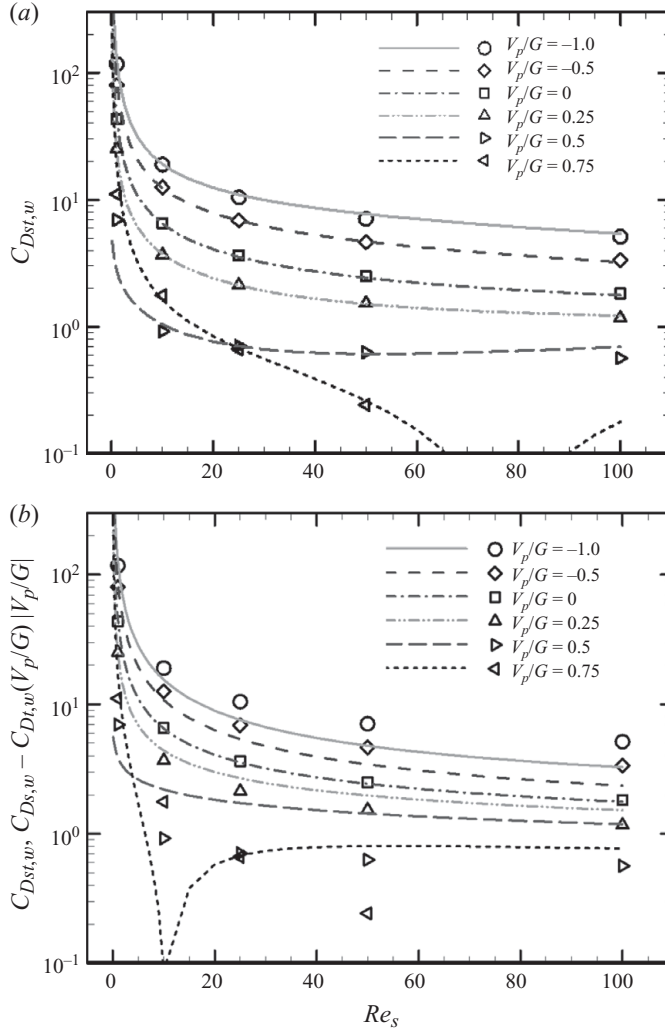 (a)
10²
10¹
10⁰
10⁻¹
C_{Dst,w}
V_p/G = –1.0
V_p/G = –0.5
V_p/G = 0
V_p/G = 0.25
V_p/G = 0.5
V_p/G = 0.75
0 20 40 60 80 100
(b)
10²
10¹
10⁰
10⁻¹
C_{Dst,w}, C_{Ds,w} – C_{Dt,w}(V_p/G) |V_p/G|
V_p/G = –1.0
V_p/G = –0.5
V_p/G = 0
V_p/G = 0.25
V_p/G = 0.5
V_p/G = 0.75
0 20 40 60 80 100
Re_s